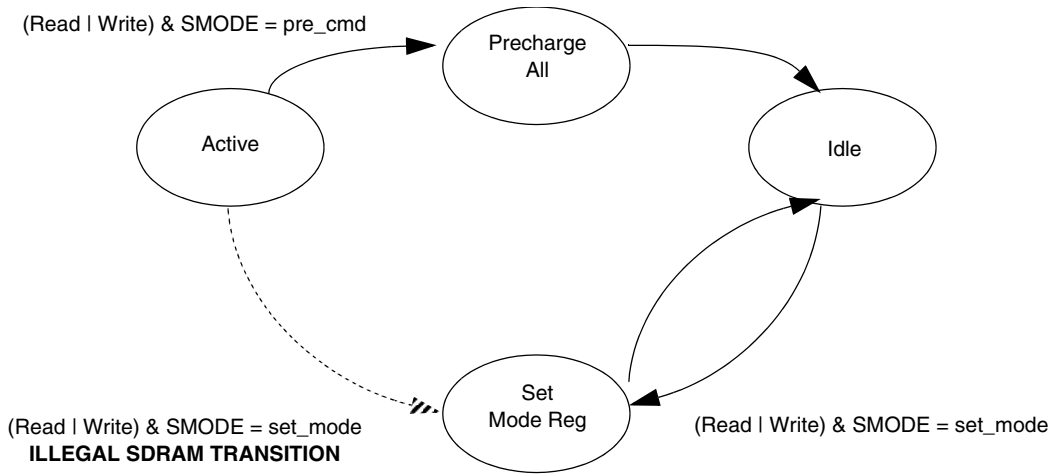 (Read | Write) & SMODE = pre_cmd
Precharge
All
Active
Idle
Set
Mode Reg
(Read | Write) & SMODE = set_mode
ILLEGAL SDRAM TRANSITION
(Read | Write) & SMODE = set_mode